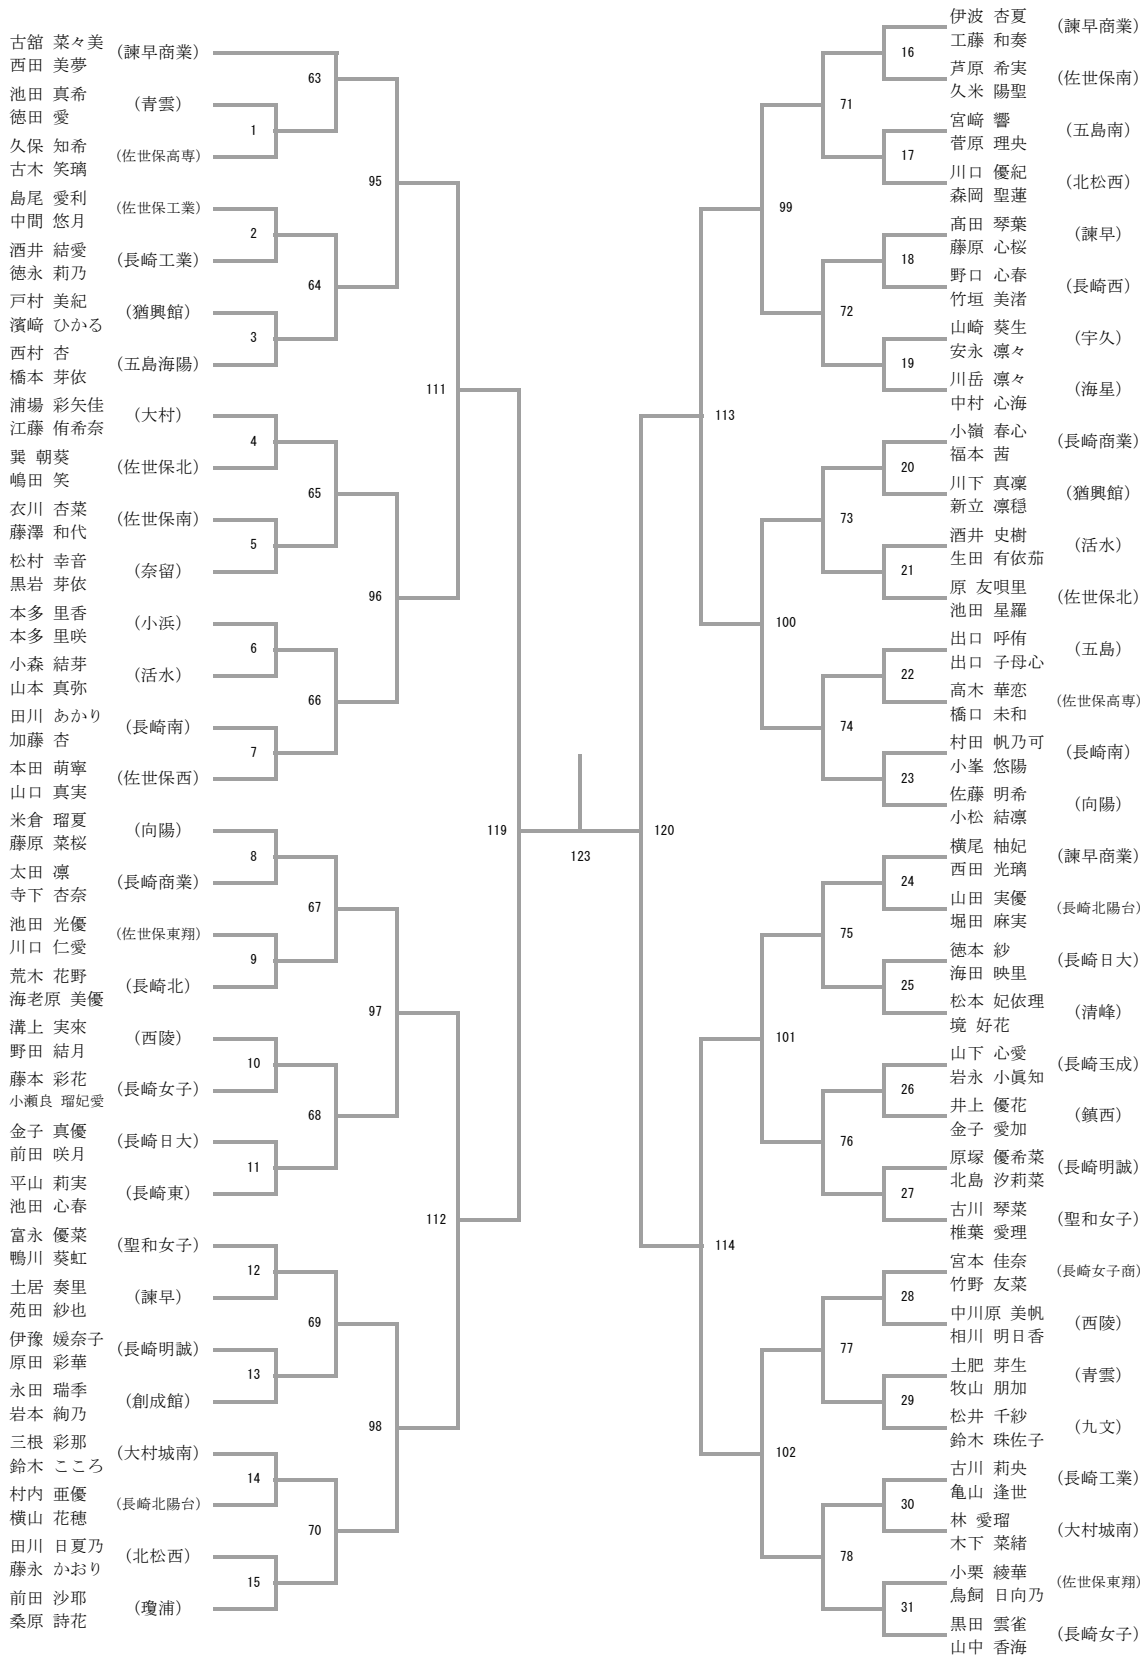 古舘 菜々美
西田 美夢
(諫早商業)
池田 真希
徳田 愛
(青雲)
久保 知希
古木 笑璃
(佐世保高専)
島尾 愛利
中間 悠月
(佐世保工業)
酒井 結愛
徳永 莉乃
(長崎工業)
戸村 美紀
濱﨑 ひかる
(猶興館)
西村 杏
橋本 芽依
(五島海陽)
浦場 彩矢佳
江藤 侑希奈
(大村)
巽 朝葵
嶋田 笑
(佐世保北)
衣川 杏菜
藤澤 和代
(佐世保南)
松村 幸音
黒岩 芽依
(奈留)
本多 里香
本多 里咲
(小浜)
小森 結芽
山本 真弥
(活水)
田川 あかり
加藤 杏
(長崎南)
本田 萌寧
山口 真実
(佐世保西)
米倉 瑠夏
藤原 菜桜
(向陽)
太田 凛
寺下 杏奈
(長崎商業)
池田 光優
川口 仁愛
(佐世保東翔)
荒木 花野
海老原 美優
(長崎北)
溝上 実來
野田 結月
(西陵)
藤本 彩花
小瀬良 瑠妃愛
(長崎女子)
金子 真優
前田 咲月
(長崎日大)
平山 莉実
池田 心春
(長崎東)
富永 優菜
鴨川 葵虹
(聖和女子)
土居 奏里
苑田 紗也
(諫早)
伊豫 媛奈子
原田 彩華
(長崎明誠)
永田 瑞季
岩本 絢乃
(創成館)
三根 彩那
鈴木 こころ
(大村城南)
村内 亜優
横山 花穂
(長崎北陽台)
田川 日夏乃
藤永 かおり
(北松西)
前田 沙耶
桑原 詩花
(瓊浦)
1
2
3
4
5
6
7
8
9
10
11
12
13
14
15
63
64
65
66
67
68
69
70
95
96
97
98
111
112
119
123
120
113
114
99
100
101
102
71
72
73
74
75
76
77
78
16
17
18
19
20
21
22
23
24
25
26
27
28
29
30
31
伊波 杏夏
工藤 和奏
(諫早商業)
芦原 希実
久米 陽聖
(佐世保南)
宮﨑 響
菅原 理央
(五島南)
川口 優紀
森岡 聖蓮
(北松西)
髙田 琴葉
藤原 心桜
(諫早)
野口 心春
竹垣 美渚
(長崎西)
山崎 葵生
安永 凛々
(宇久)
川岳 凛々
中村 心海
(海星)
小嶺 春心
福本 茜
(長崎商業)
川下 真凜
新立 凛穏
(猶興館)
酒井 史樹
生田 有依茄
(活水)
原 友唄里
池田 星羅
(佐世保北)
出口 呼侑
出口 子母心
(五島)
高木 華恋
橋口 未和
(佐世保高専)
村田 帆乃可
小峯 悠陽
(長崎南)
佐藤 明希
小松 結凛
(向陽)
横尾 柚妃
西田 光璃
(諫早商業)
山田 実優
堀田 麻実
(長崎北陽台)
徳本 紗
海田 映里
(長崎日大)
松本 妃依理
境 好花
(清峰)
山下 心愛
岩永 小眞知
(長崎玉成)
井上 優花
金子 愛加
(鎮西)
原塚 優希菜
北島 汐莉菜
(長崎明誠)
古川 琴菜
椎葉 愛理
(聖和女子)
宮本 佳奈
竹野 友菜
(長崎女子商)
中川原 美帆
相川 明日香
(西陵)
土肥 芽生
牧山 朋加
(青雲)
松井 千紗
鈴木 珠佐子
(九文)
古川 莉央
亀山 逢世
(長崎工業)
林 愛瑠
木下 菜緒
(大村城南)
小栗 綾華
鳥飼 日向乃
(佐世保東翔)
黒田 雲雀
山中 香海
(長崎女子)